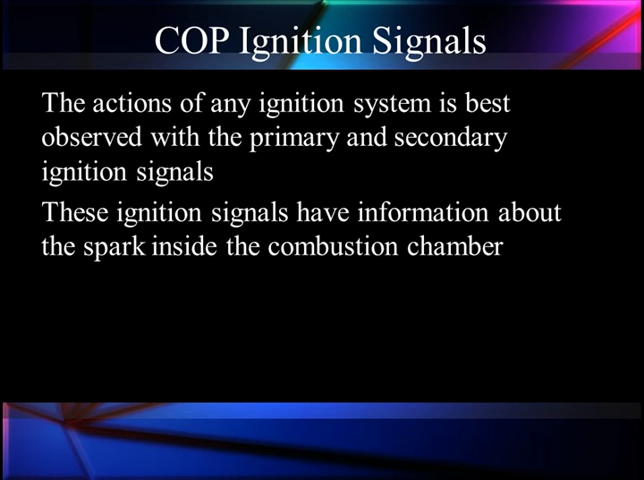 COP Ignition Signals
The actions of any ignition system is best
observed with the primary and secondary
ignition signals
These ignition signals have information about
the spark inside the combustion chamber